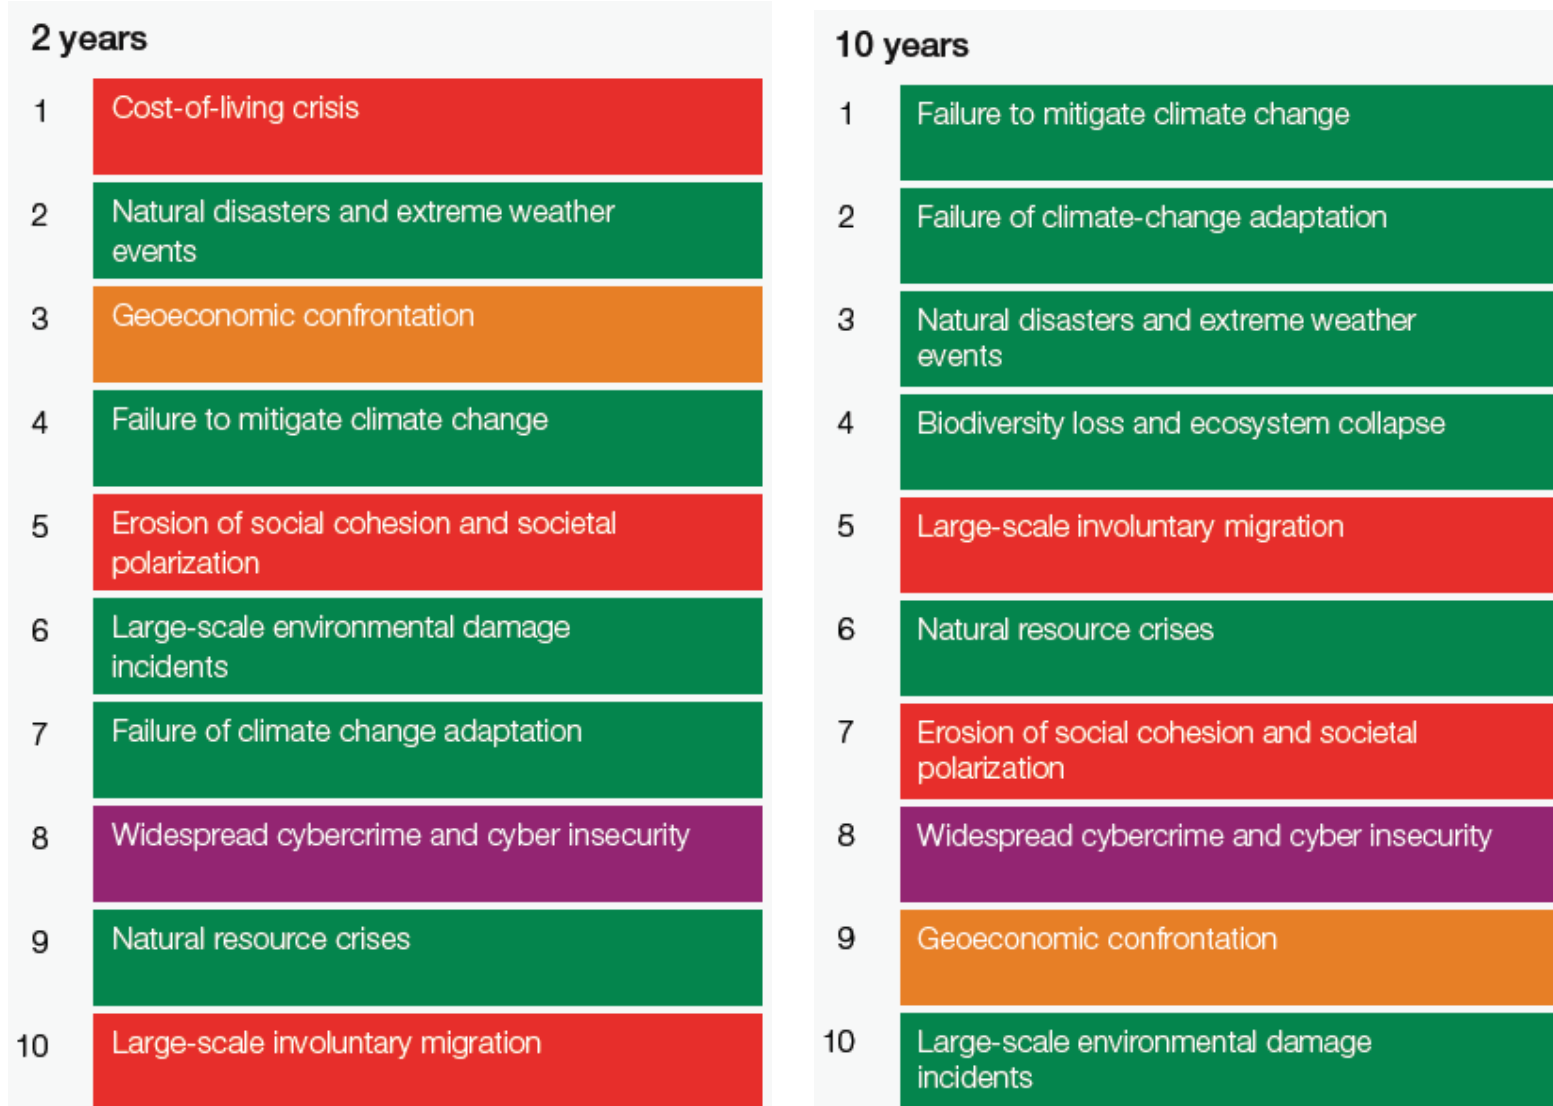 2 years
1
Cost-of-living crisis
2
Natural disasters and extreme weather
events
3
Geoeconomic confrontation
4
Failure to mitigate climate change
5
Erosion of social cohesion and societal
polarization
6
Large-scale environmental damage
incidents
7
Failure of climate change adaptation
8
Widespread cybercrime and cyber insecurity
9
Natural resource crises
10
Large-scale involuntary migration
10 years
1
Failure to mitigate climate change
2
Failure of climate-change adaptation
3
Natural disasters and extreme weather
events
4
Biodiversity loss and ecosystem collapse
5
Large-scale involuntary migration
6
Natural resource crises
7
Erosion of social cohesion and societal
polarization
8
Widespread cybercrime and cyber insecurity
9
Geoeconomic confrontation
10
Large-scale environmental damage
incidents